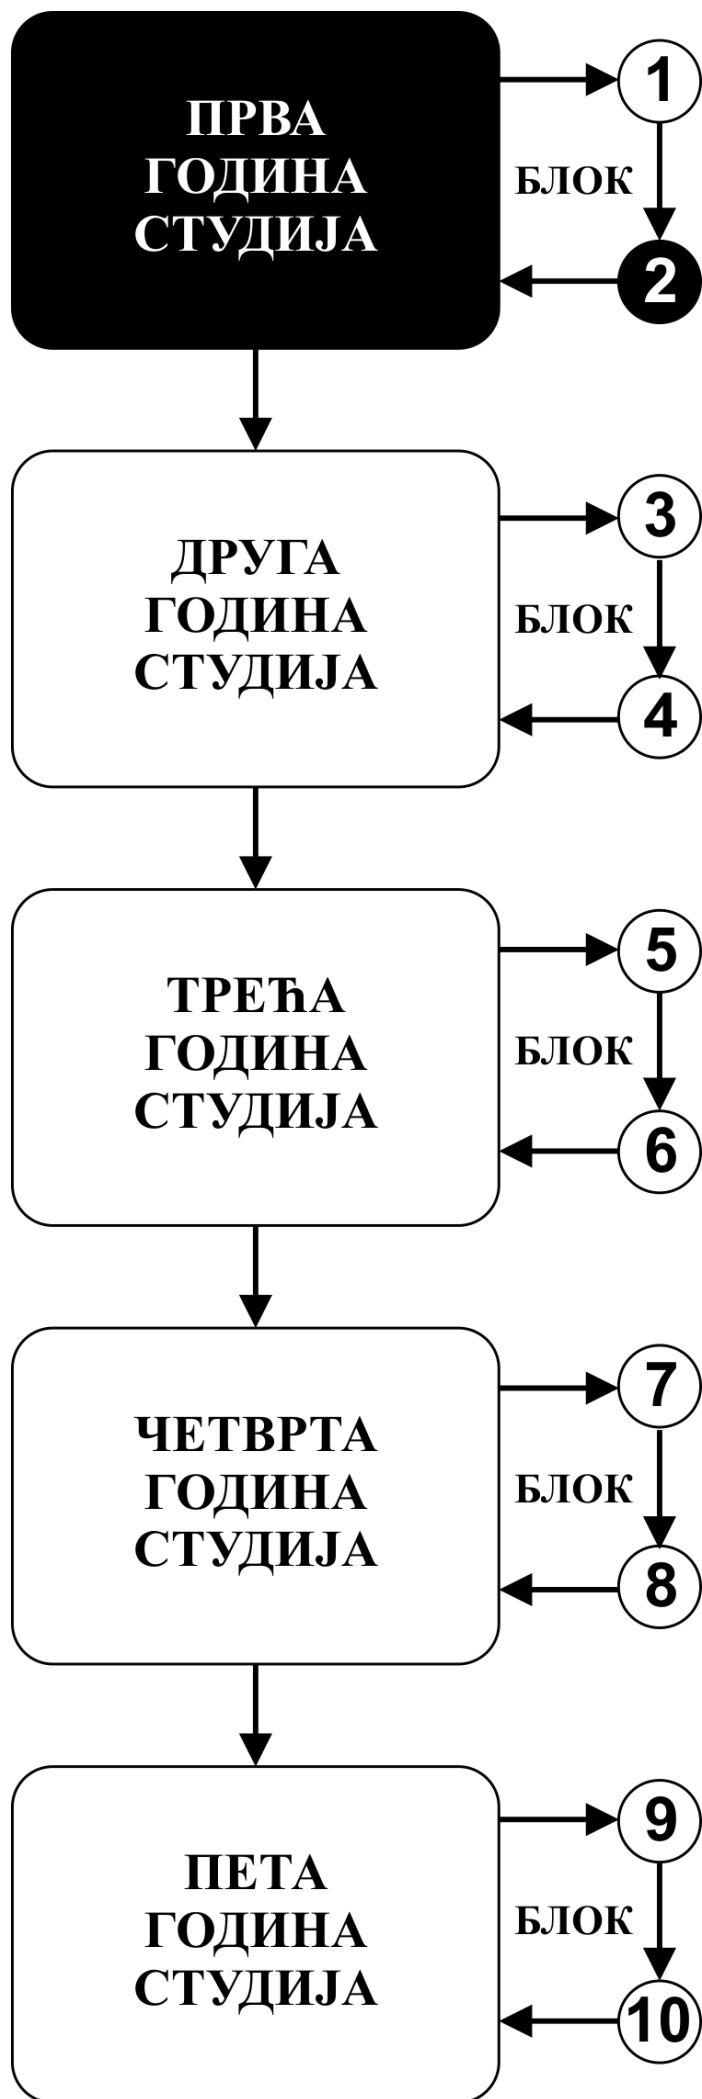 ПРВА
ГОДИНА
СТУДИЈА
1
БЛОК
2
ДРУГА
ГОДИНА
СТУДИЈА
3
БЛОК
4
ТРЕЋА
ГОДИНА
СТУДИЈА
5
БЛОК
6
ЧЕТВРТА
ГОДИНА
СТУДИЈА
7
БЛОК
8
ПЕТА
ГОДИНА
СТУДИЈА
9
БЛОК
10